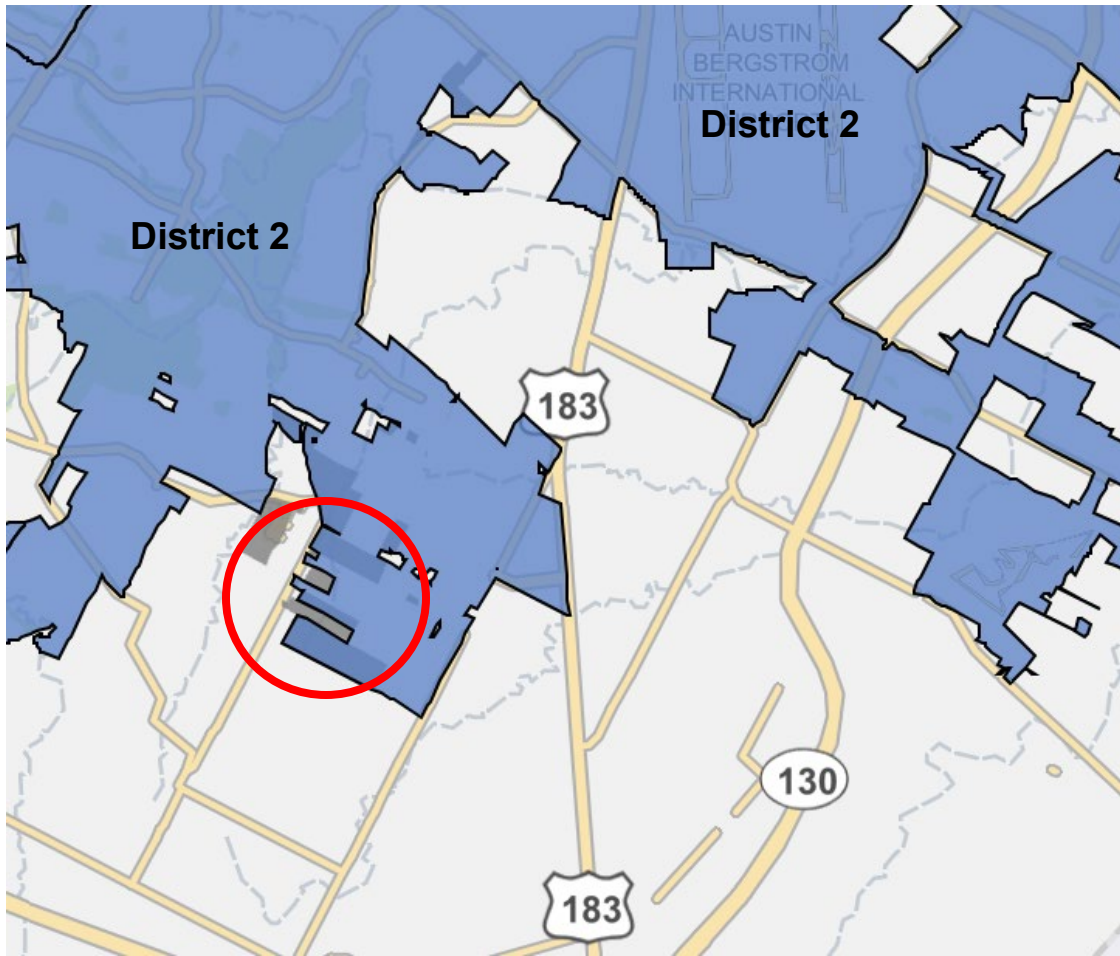 AUSTIN
BERGSTROM
INTERNATIONAL
District 2
District 2
183
130
183